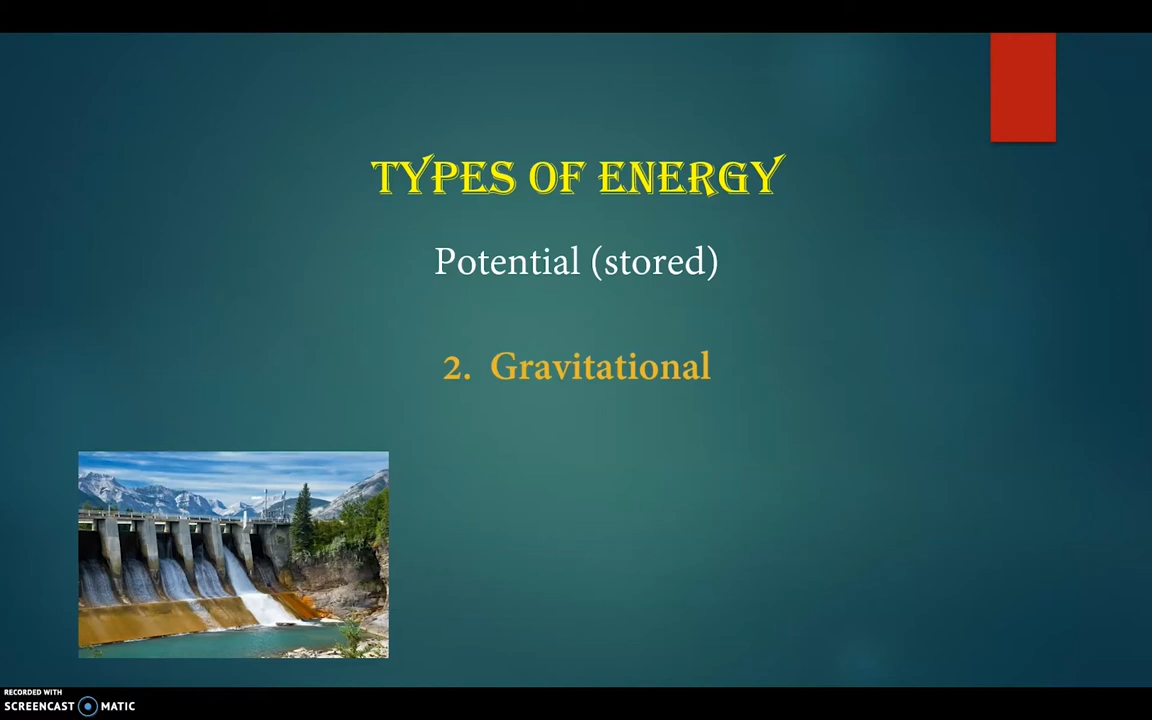 TYPES OF ENERGY
Potential (stored)
2. Gravitational
RECORDED WITH
SCREENCAST MATIC